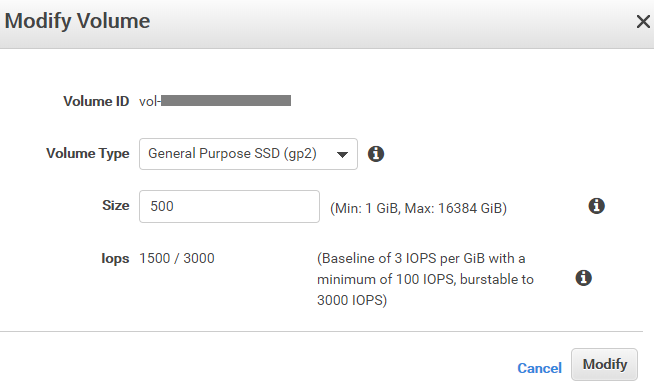 Modify Volume
Volume ID vol-
Volume Type General Purpose SSD (gp2)
Size 500 (Min: 1 GiB, Max: 16384 GiB)
Iops 1500 / 3000 (Baseline of 3 IOPS per GiB with a
minimum of 100 IOPS, burstable to
3000 IOPS)
Cancel Modify